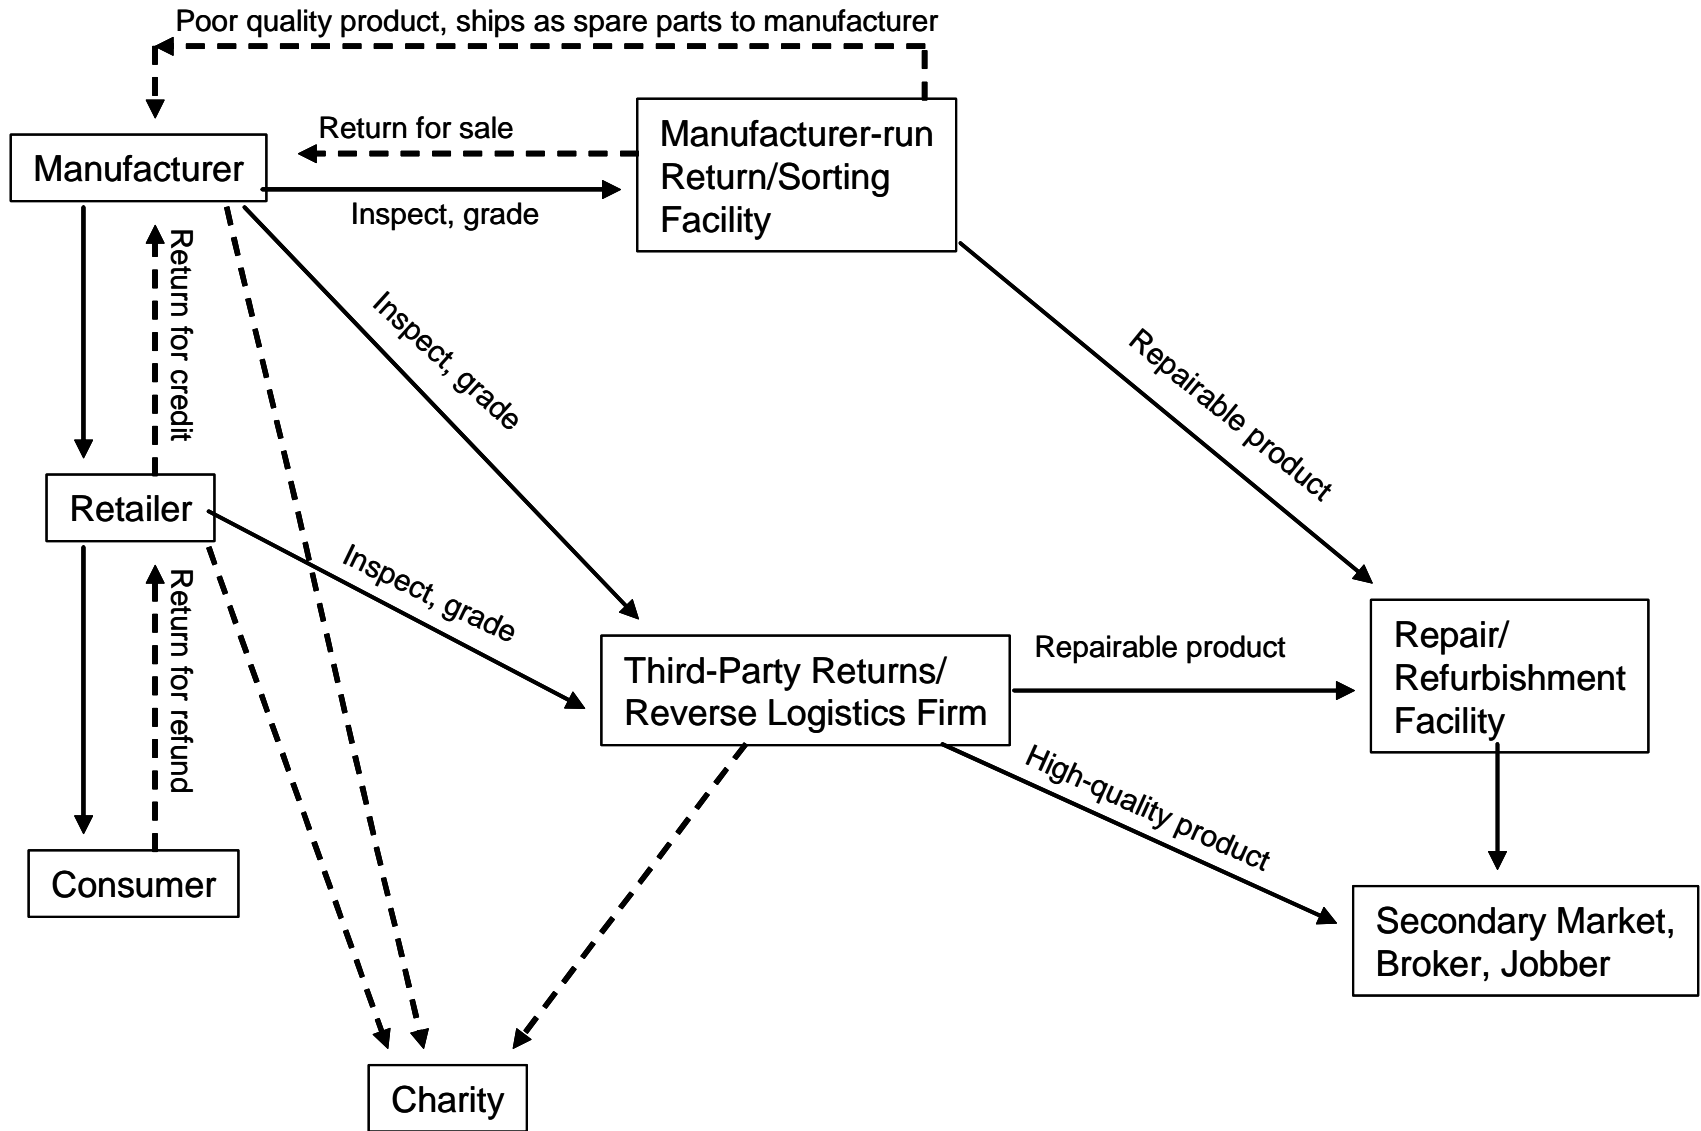 Poor quality product, ships as spare parts to manufacturer
Return for sale
Manufacturer-run
Return/Sorting
Facility
Manufacturer
Inspect, grade
Return for credit
Inspect, grade
Repairable product
Retailer
Inspect, grade
Return for refund
Third-Party Returns/
Reverse Logistics Firm
Repairable product
Repair/
Refurbishment
Facility
High-quality product
Consumer
Secondary Market,
Broker, Jobber
Charity